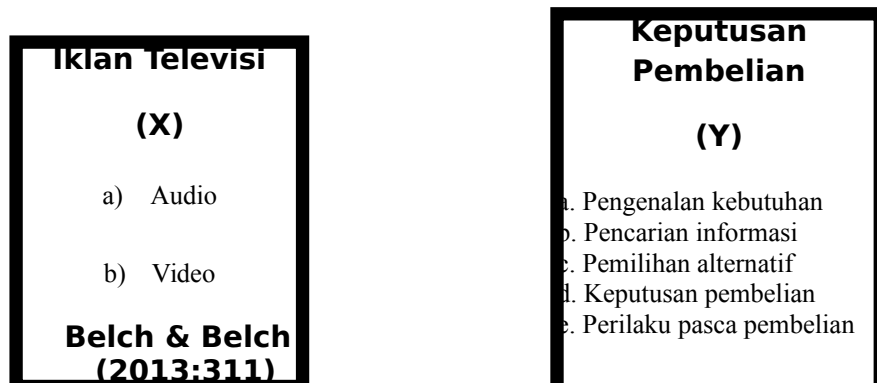 Iklan Televisi
(X)
a) Audio
b) Video
Belch & Belch
(2013:311)
Keputusan
Pembelian
(Y)
a. Pengenalan kebutuhan
b. Pencarian informasi
c. Pemilihan alternatif
d. Keputusan pembelian
e. Perilaku pasca pembelian